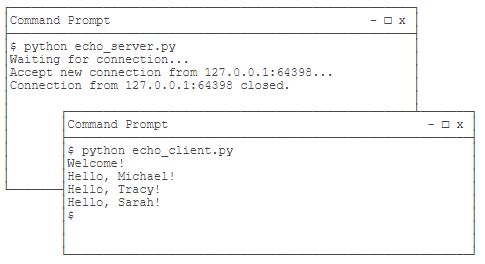 Command Prompt - □ x
$ python echo_server.py
Waiting for connection...
Accept new connection from 127.0.0.1:64398...
Connection from 127.0.0.1:64398 closed.
Command Prompt - □ x
$ python echo_client.py
Welcome!
Hello, Michael!
Hello, Tracy!
Hello, Sarah!
$